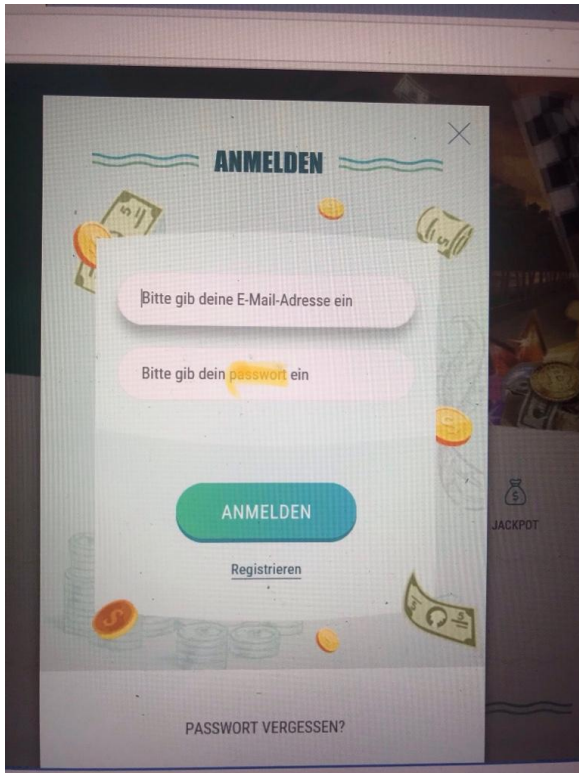 ANMELDEN
Bitte gib deine E-Mail-Adresse ein
Bitte gib dein passwort ein
ANMELDEN
Registrieren
JACKPOT
PASSWORT VERGESSEN?